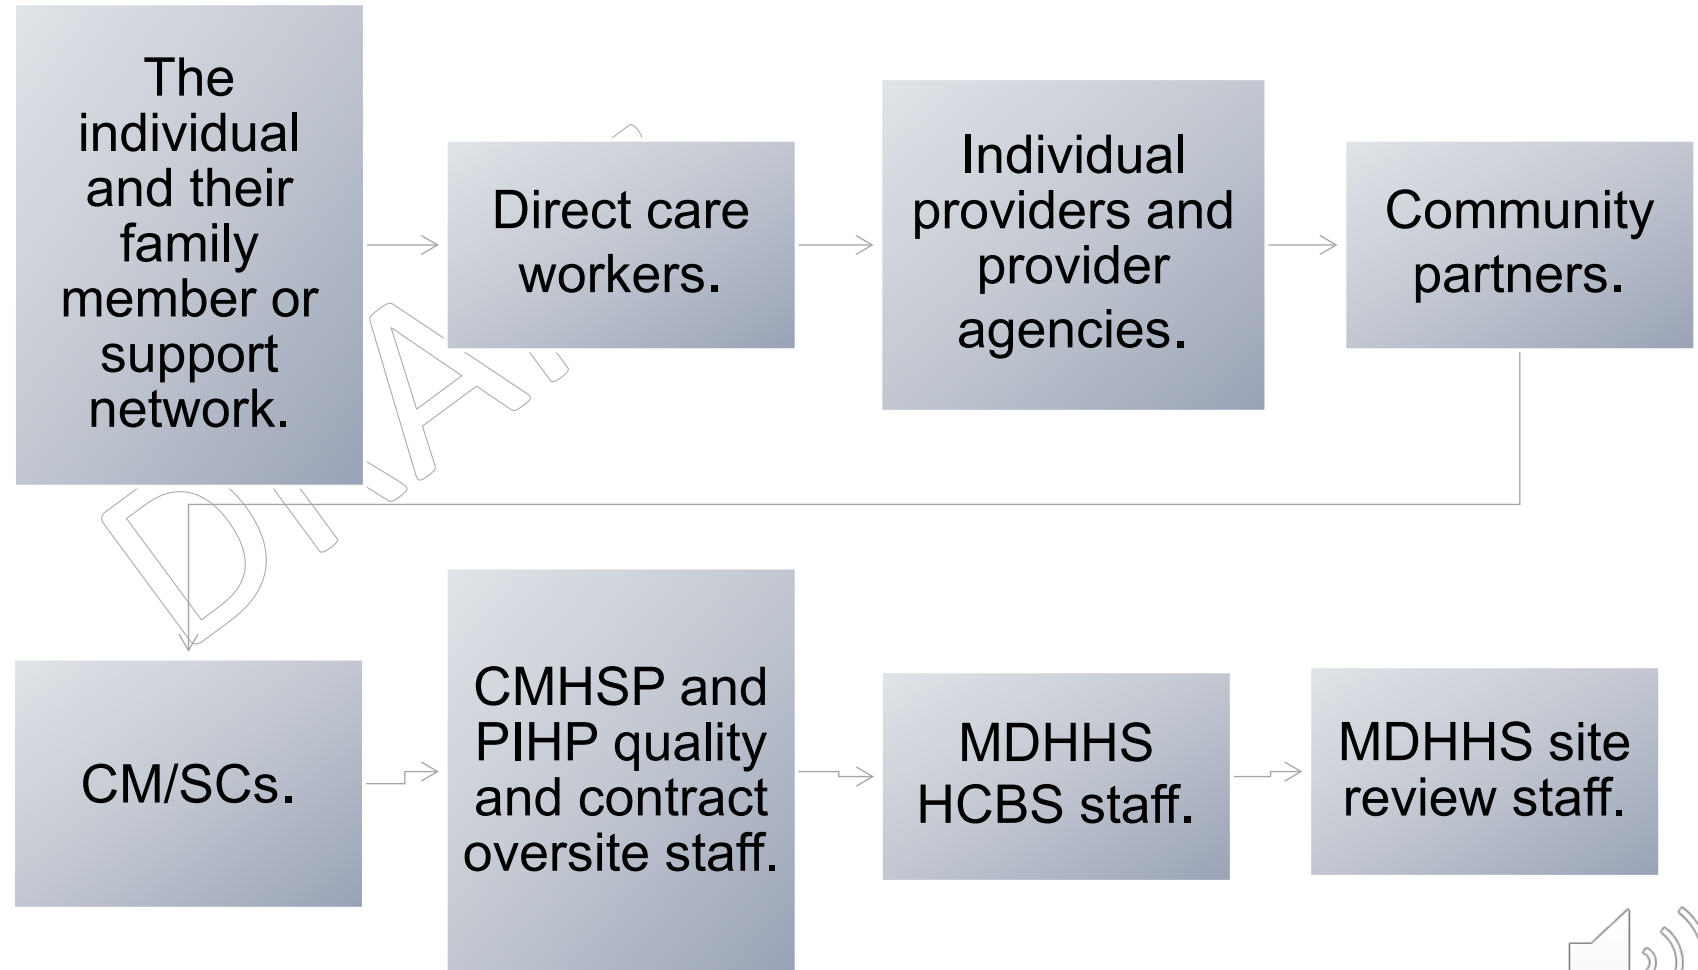 The
individual
and their
family
member or
support
network.
Direct care
workers.
Individual
providers and
provider
agencies.
Community
partners.
CM/SCs.
CMHSP and
PIHP quality
and contract
oversite staff.
MDHHS
HCBS staff.
MDHHS site
review staff.
DRAFT